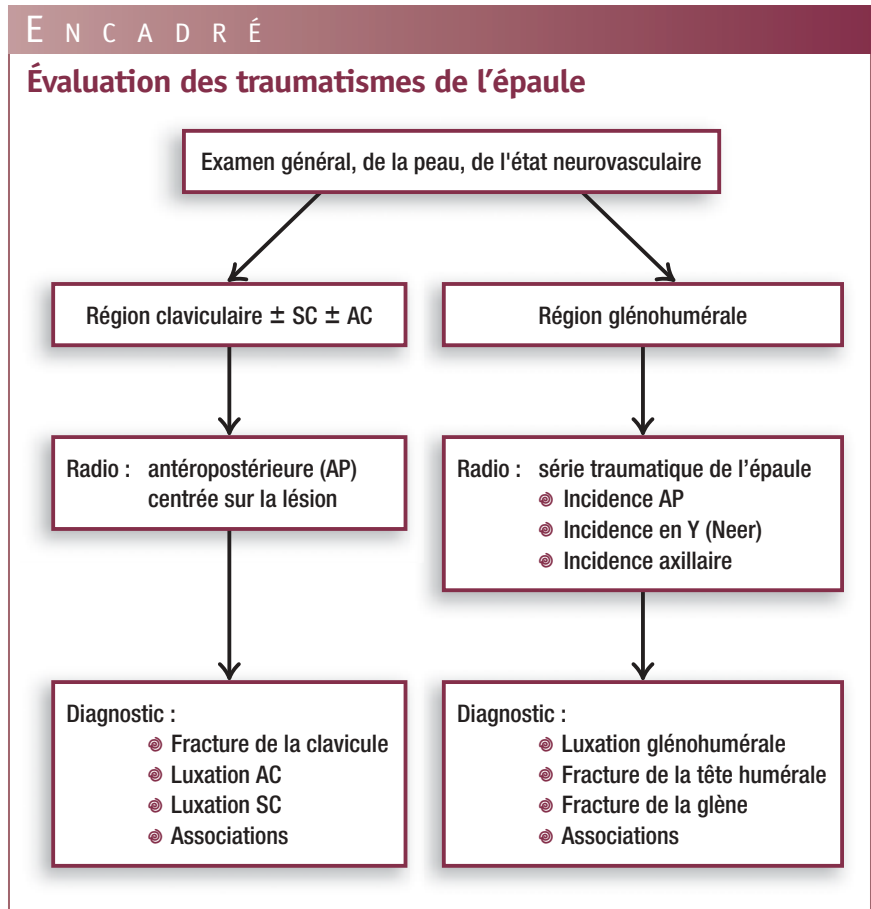 ENCADRÉ
Évaluation des traumatismes de l'épaule
Examen général, de la peau, de l'état neurovasculaire
Région claviculaire ± SC ± AC
Radio : antéropostérieure (AP)
centrée sur la lésion
Diagnostic :
Fracture de la clavicule
Luxation AC
Luxation SC
Associations
Région glénohumérale
Radio : série traumatique de l'épaule
Incidence AP
Incidence en Y (Neer)
Incidence axillaire
Diagnostic :
Luxation glénohumérale
Fracture de la tête humérale
Fracture de la glène
Associations